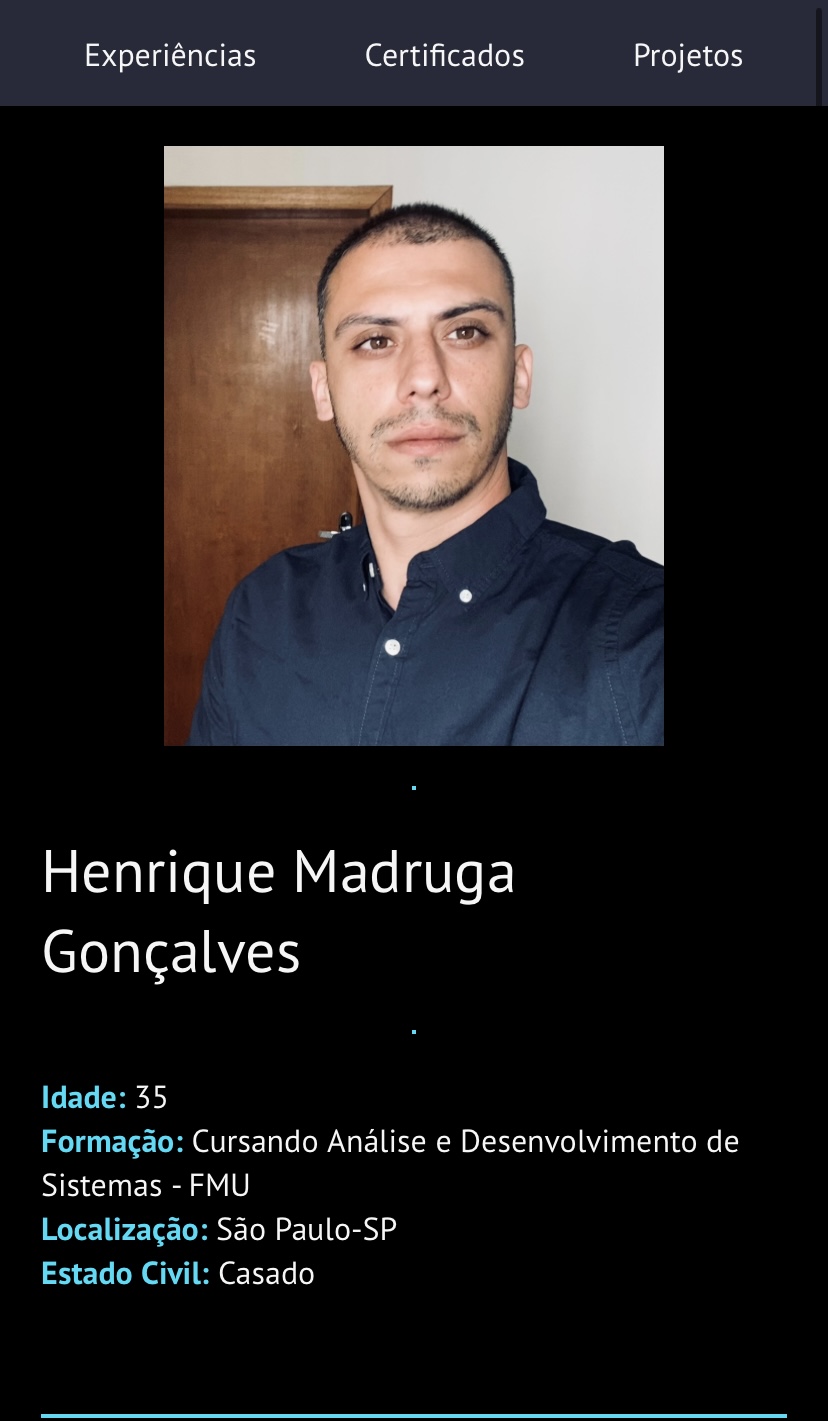 Experiências Certificados Projetos
Henrique Madruga
Gonçalves
Idade: 35
Formação: Cursando Análise e Desenvolvimento de
Sistemas - FMU
Localização: São Paulo-SP
Estado Civil: Casado